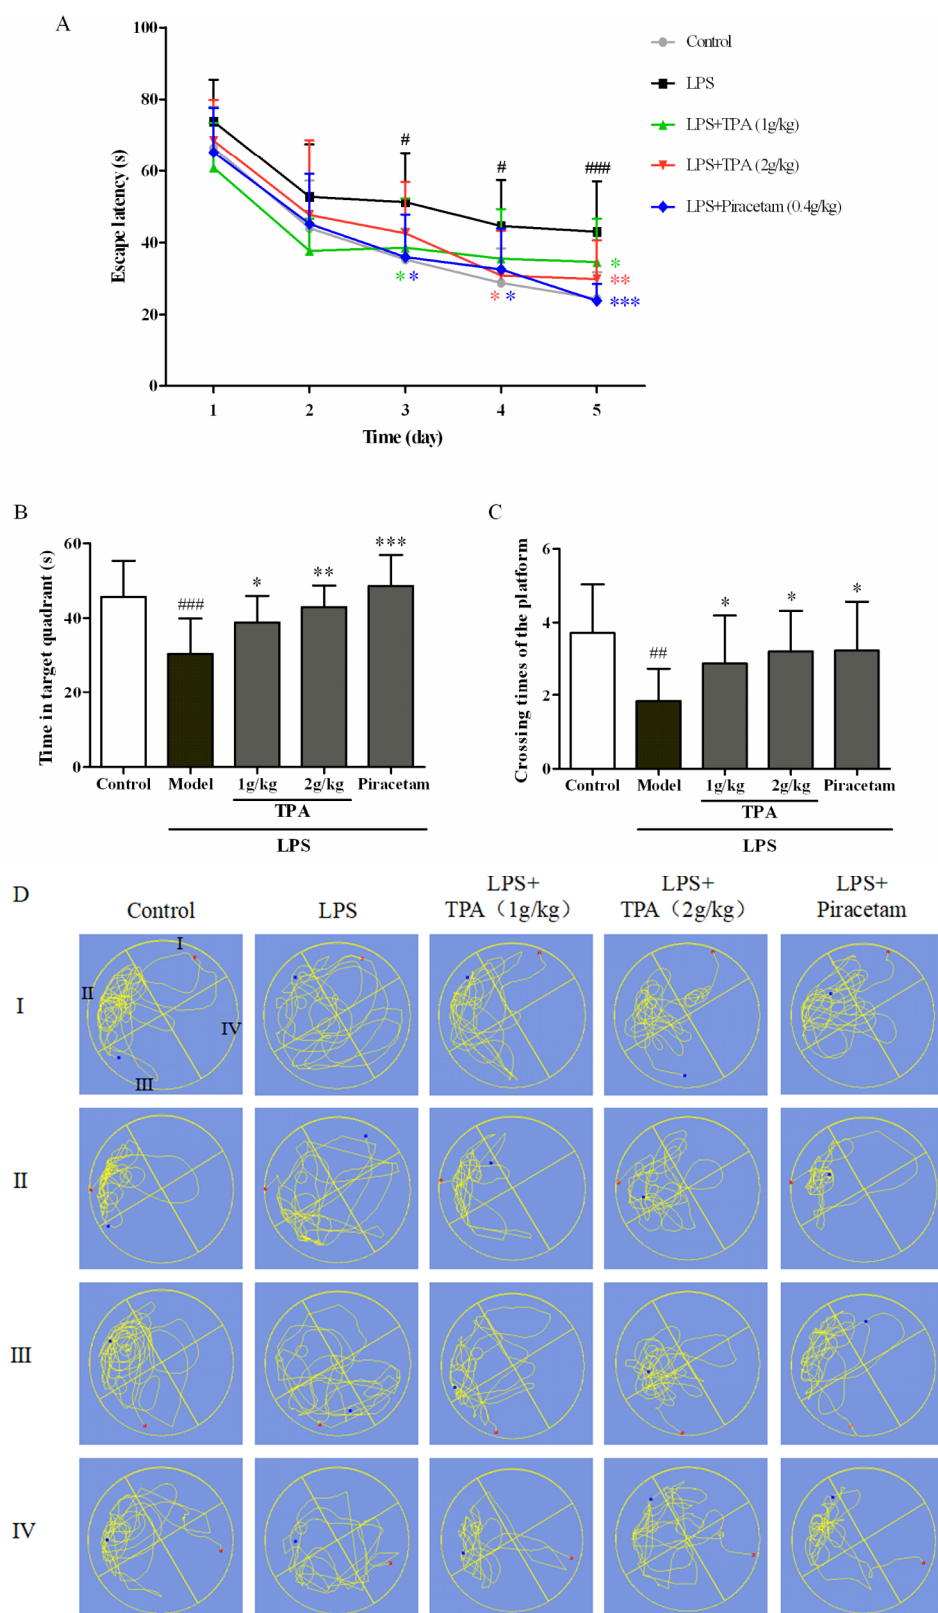 A
100
80
60
40
20
0
Escape latency (s)
1 2 3 4 5
Time (day)
Control
LPS
LPS+TPA (1g/kg)
LPS+TPA (2g/kg)
LPS+Piracetam (0.4g/kg)
# # ###
* *
* *
*
**
***
B
60
40
20
0
Time in target quadrant (s)
### * ** ***
Control Model 1g/kg 2g/kg Piracetam
TPA
LPS
C
6
4
2
0
Crossing times of the platform
## * * *
Control Model 1g/kg 2g/kg Piracetam
TPA
LPS
D
Control
LPS
LPS+
TPA（1g/kg）
LPS+
TPA（2g/kg）
LPS+
Piracetam
I
I
II
IV
III
II
III
IV